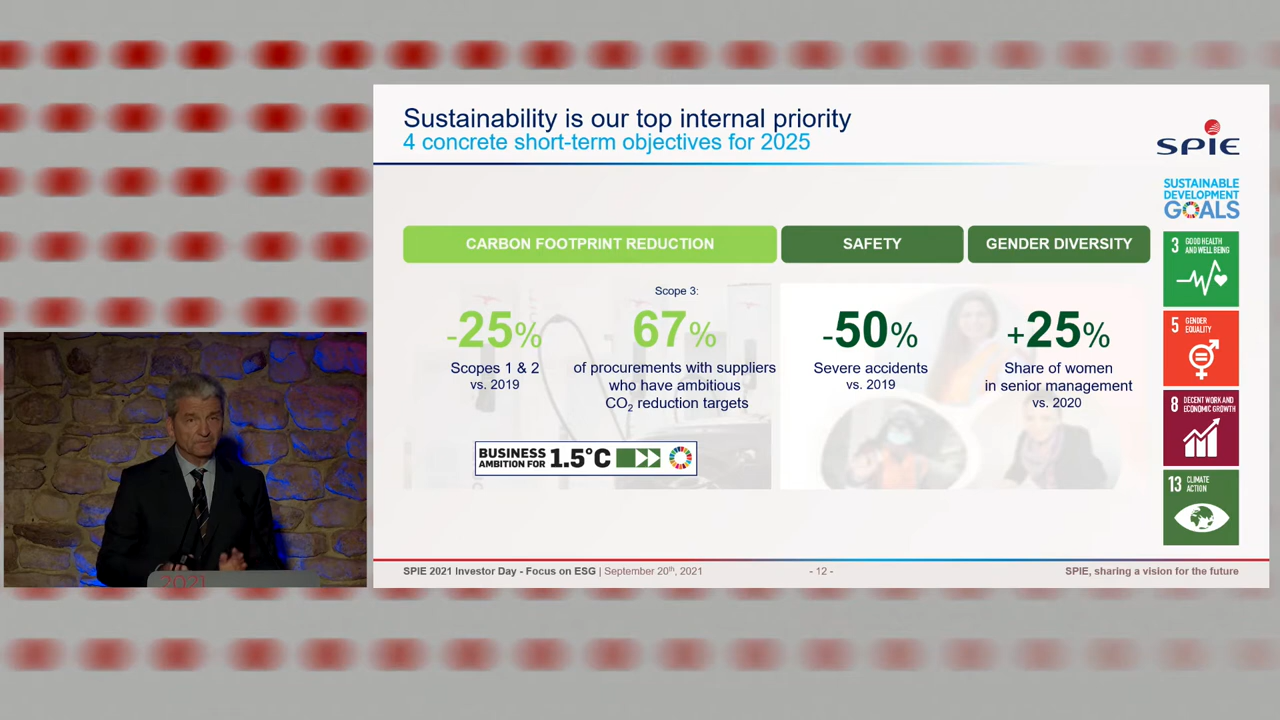 Sustainability is our top internal priority
4 concrete short-term objectives for 2025
SPIE
SUSTAINABLE
DEVELOPMENT
GOALS
CARBON FOOTPRINT REDUCTION
SAFETY
GENDER DIVERSITY
Scope 3:
-25%
Scopes 1 & 2
vs. 2019
67%
of procurements with suppliers
who have ambitious
CO₂ reduction targets
-50%
Severe accidents
vs. 2019
+25%
Share of women
in senior management
vs. 2020
BUSINESS
AMBITION FOR
1.5°C
3 GOOD HEALTH
AND WELL BEING
5 GENDER
EQUALITY
8 DECENT WORK AND
ECONOMIC GROWTH
13 CLIMATE
ACTION
2021
SPIE 2021 Investor Day - Focus on ESG | September 20th, 2021
- 12 -
SPIE, sharing a vision for the future